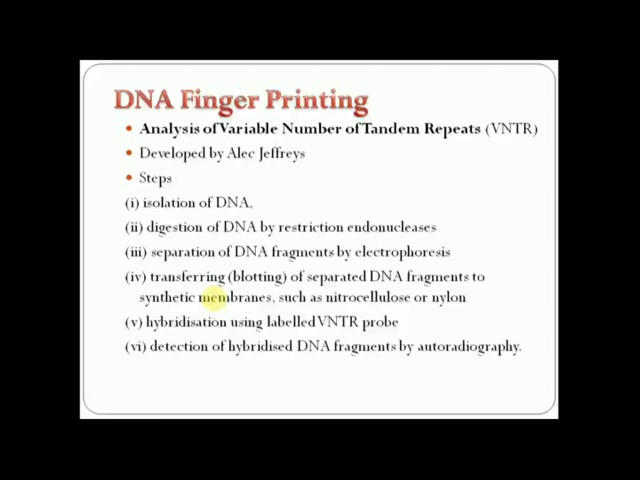 DNA Finger Printing
• Analysis of Variable Number of Tandem Repeats (VNTR)
• Developed by Alec Jeffreys
• Steps
(i) isolation of DNA,
(ii) digestion of DNA by restriction endonucleases
(iii) separation of DNA fragments by electrophoresis
(iv) transferring (blotting) of separated DNA fragments to
synthetic membranes, such as nitrocellulose or nylon
(v) hybridisation using labelled VNTR probe
(vi) detection of hybridised DNA fragments by autoradiography.